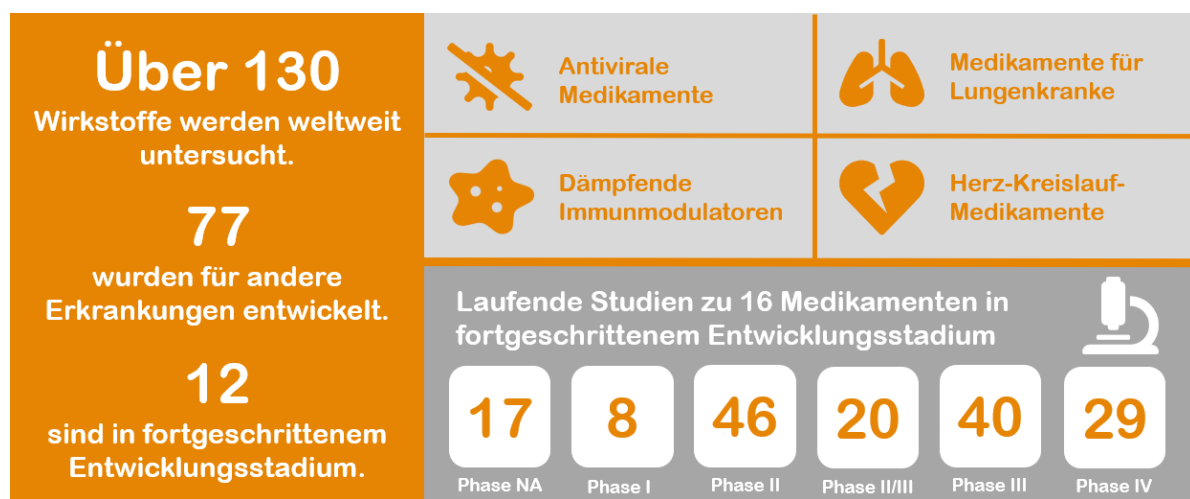 Über 130
Wirkstoffe werden weltweit
untersucht.
77
wurden für andere
Erkrankungen entwickelt.
12
sind in fortgeschrittenem
Entwicklungsstadium.
Antivirale
Medikamente
Medikamente für
Lungenkranke
Dämpfende
Immunmodulatoren
Herz-Kreislauf-
Medikamente
Laufende Studien zu 16 Medikamenten in
fortgeschrittenem Entwicklungsstadium
17
Phase NA
8
Phase I
46
Phase II
20
Phase II/III
40
Phase III
29
Phase IV